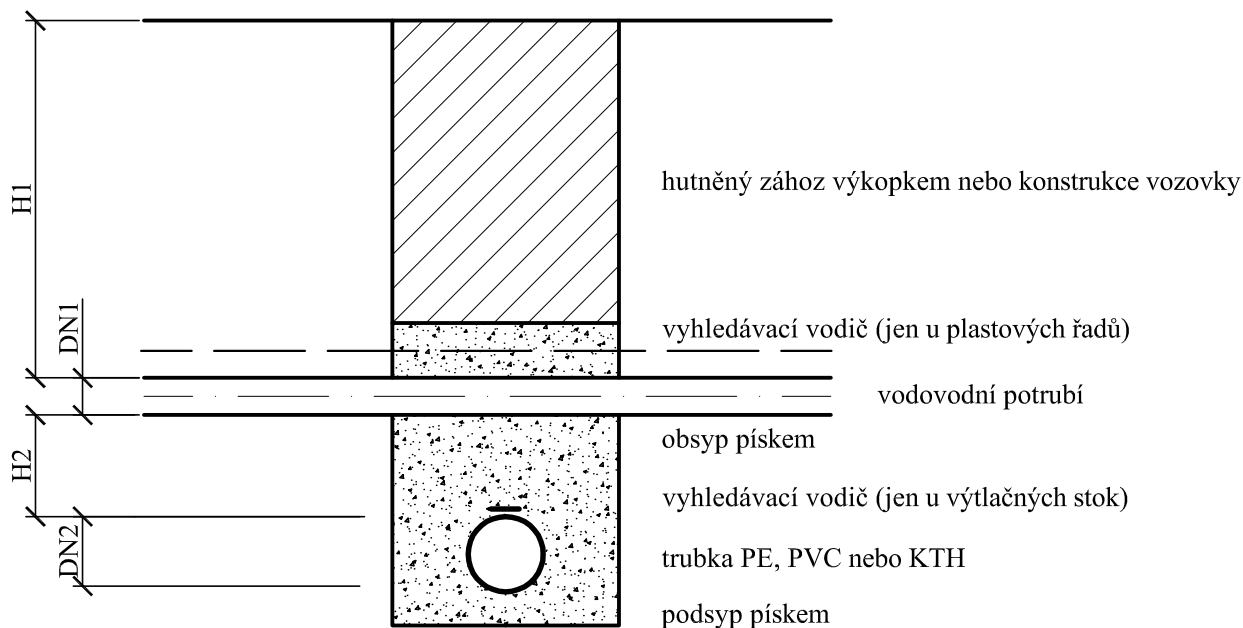 H1
hutněný zához výkopkem nebo konstrukce vozovky
DN1
vyhledávací vodič (jen u plastových řadů)
vodovodní potrubí
obsyp pískem
H2
vyhledávací vodič (jen u výtlačných stok)
DN2
trubka PE, PVC nebo KTH
podsyp pískem